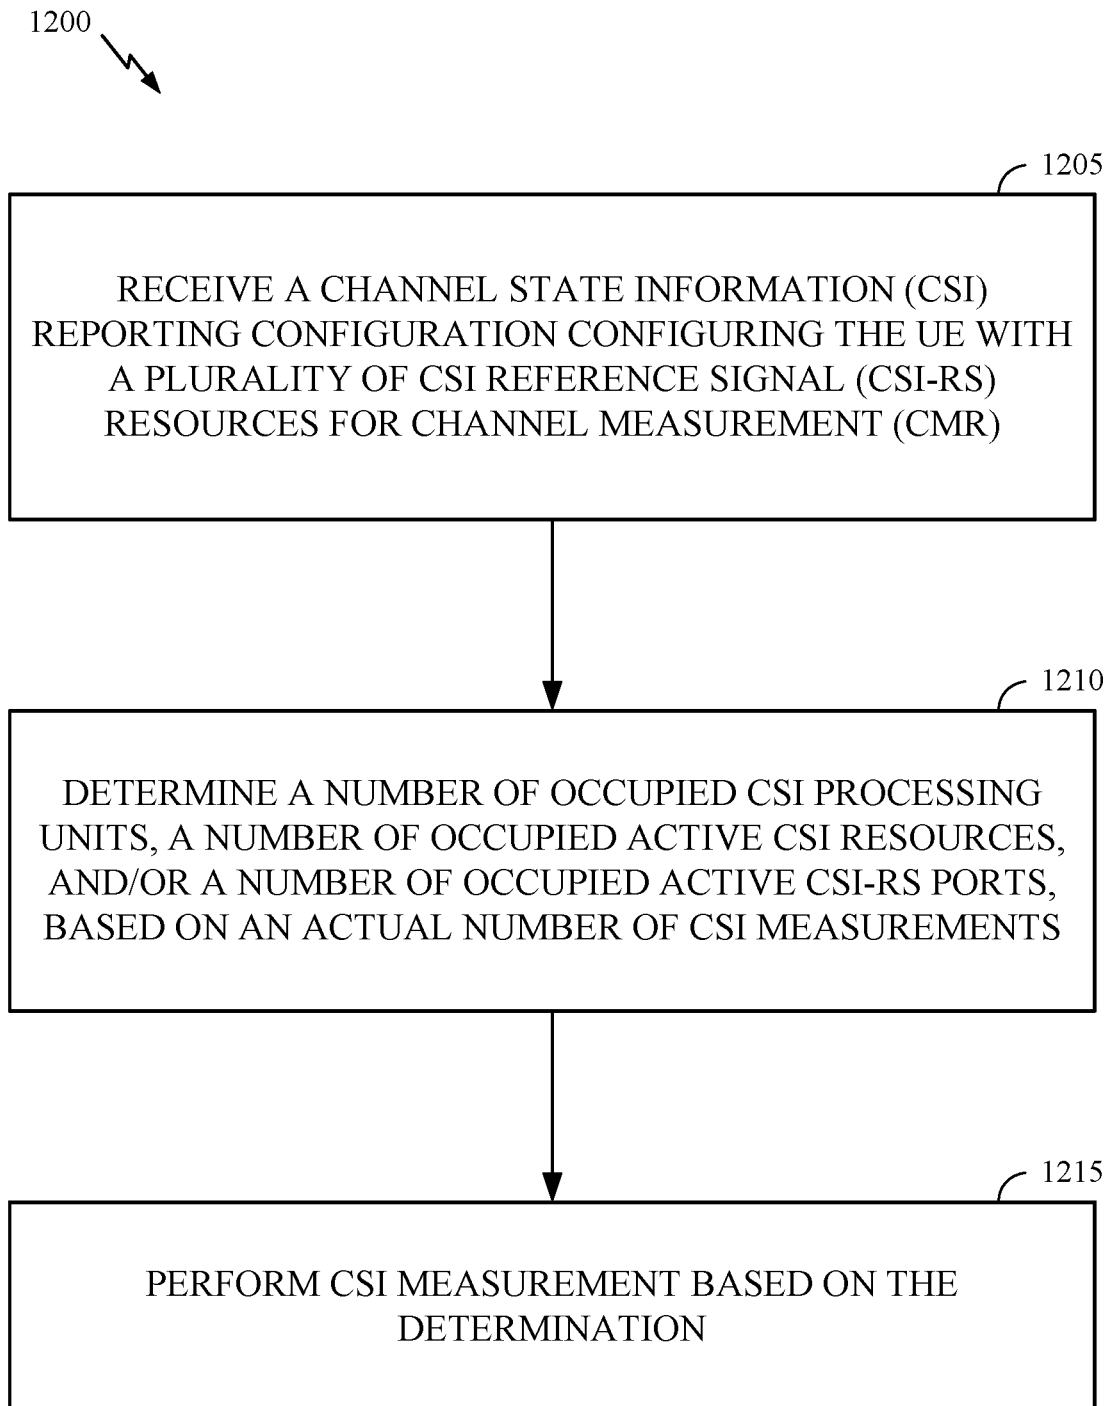 1200
1205
RECEIVE A CHANNEL STATE INFORMATION (CSI)
REPORTING CONFIGURATION CONFIGURING THE UE WITH
A PLURALITY OF CSI REFERENCE SIGNAL (CSI-RS)
RESOURCES FOR CHANNEL MEASUREMENT (CMR)
1210
DETERMINE A NUMBER OF OCCUPIED CSI PROCESSING
UNITS, A NUMBER OF OCCUPIED ACTIVE CSI RESOURCES,
AND/OR A NUMBER OF OCCUPIED ACTIVE CSI-RS PORTS,
BASED ON AN ACTUAL NUMBER OF CSI MEASUREMENTS
1215
PERFORM CSI MEASUREMENT BASED ON THE
DETERMINATION